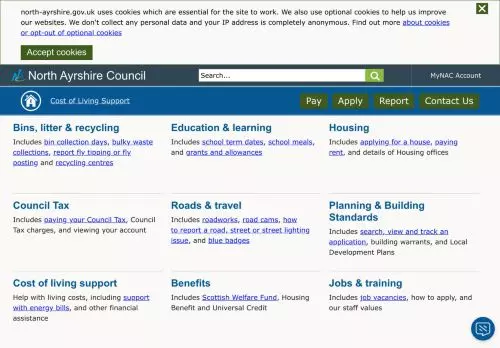 north-ayrshire.gov.uk uses cookies which are essential for the site to work. We also use optional cookies to help us improve
our websites. We don't collect any personal data and your IP address is completely anonymous. Find out more about cookies
or opt-out of optional cookies
Accept cookies
North Ayrshire Council
Search...
MyNAC Account
Cost of Living Support
Pay
Apply
Report
Contact Us
Bins, litter & recycling
Includes bin collection days, bulky waste
collections, report fly tipping or fly
posting and recycling centres
Education & learning
Includes school term dates, school meals,
and grants and allowances
Housing
Includes applying for a house, paying
rent, and details of Housing offices
Council Tax
Includes paying your Council Tax, Council
Tax charges, and viewing your account
Roads & travel
Includes roadworks, road cams, how
to report a road, street or street lighting
issue, and blue badges
Planning & Building
Standards
Includes search, view and track an
application, building warrants, and Local
Development Plans
Cost of living support
Help with living costs, including support
with energy bills, and other financial
assistance
Benefits
Includes Scottish Welfare Fund, Housing
Benefit and Universal Credit
Jobs & training
Includes job vacancies, how to apply, and
our staff values